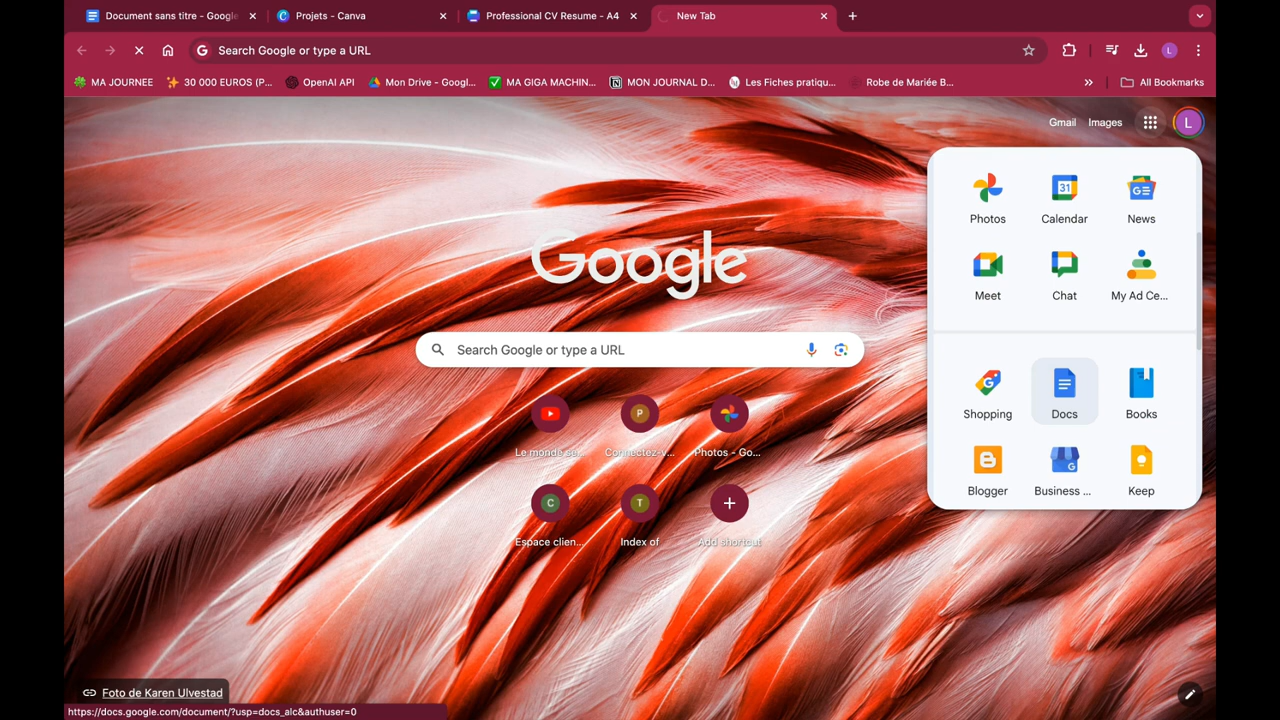 Document sans titre - Google
Projets - Canva
Professional CV Resume - A4
New Tab
Search Google or type a URL
L
MA JOURNEE
30 000 EUROS (P...
OpenAI API
Mon Drive - Googl...
MA GIGA MACHIN...
MON JOURNAL D...
Les Fiches pratiqu...
Robe de Mariée B...
All Bookmarks
Gmail
Images
L
Google
Search Google or type a URL
P
Le monde se...
Connectez-v...
Photos - Go...
C
T
Espace clien...
Index of
Add shortcut
31
Photos
Calendar
News
Meet
Chat
My Ad Ce...
Shopping
Docs
Books
Blogger
Business ...
Keep
Foto de Karen Ulvestad
https://docs.google.com/document/?usp=docs_alc&authuser=0